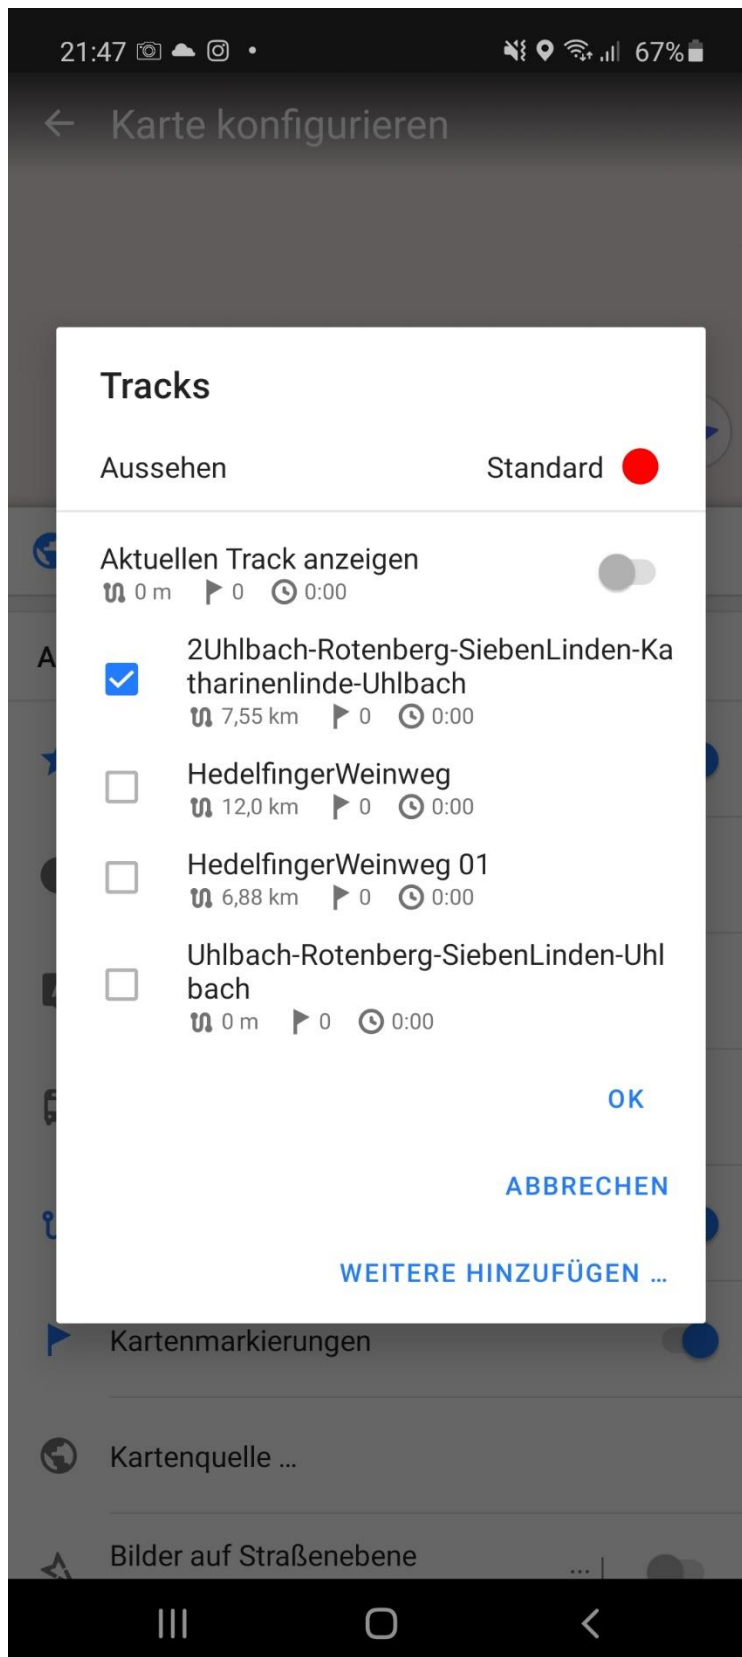 21:47
67%
Karte konfigurieren
Tracks
Aussehen Standard
Aktuellen Track anzeigen
0 m 0 0:00
2Uhlbach-Rotenberg-SiebenLinden-Ka
tharinenlinde-Uhlbach
7,55 km 0 0:00
HedelfingerWeinweg
12,0 km 0 0:00
HedelfingerWeinweg 01
6,88 km 0 0:00
Uhlbach-Rotenberg-SiebenLinden-Uhl
bach
0 m 0 0:00
OK
ABBRECHEN
WEITERE HINZUFÜGEN …
A
Kartenmarkierungen
Kartenquelle …
Bilder auf Straßenebene
…